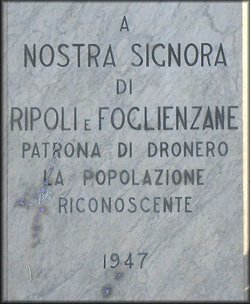 A
NOSTRA SIGNORA
DI
RIPOLI E FOGLIENZANE
PATRONA DI DRONERO
LA POPOLAZIONE
RICONOSCENTE
1947